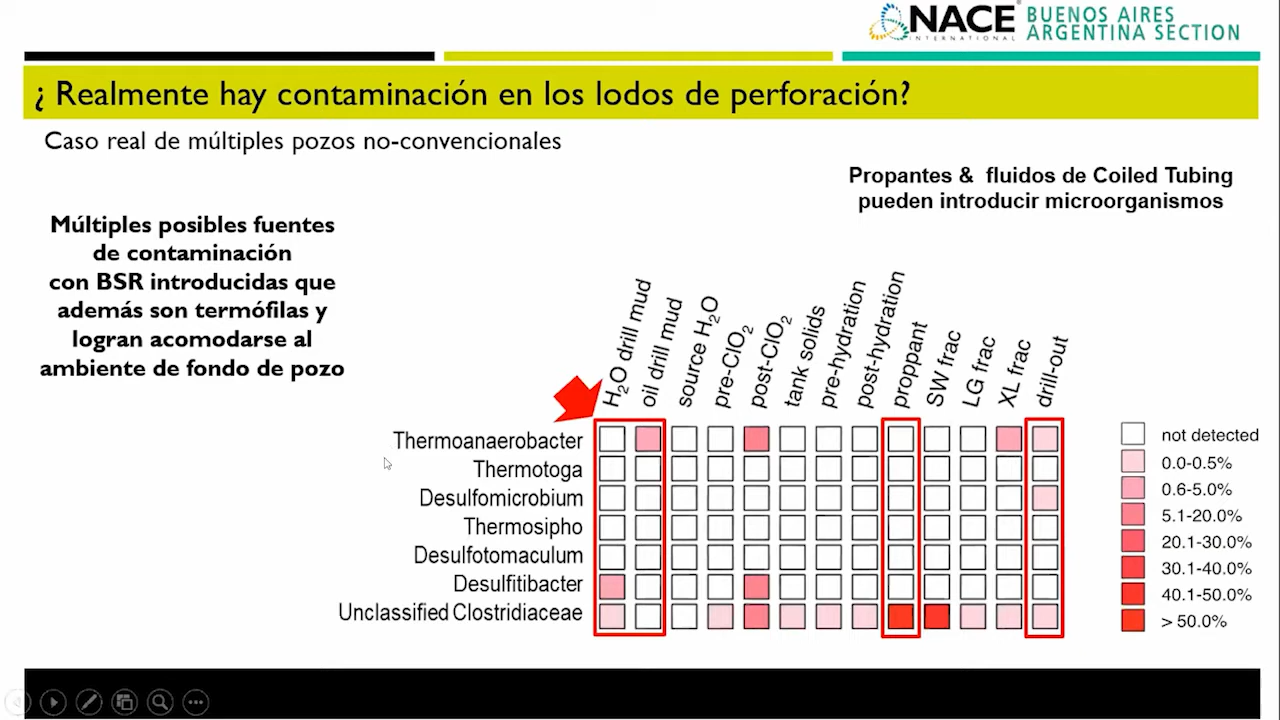 NACE
INTERNATIONAL
BUENOS AIRES
ARGENTINA SECTION
¿ Realmente hay contaminación en los lodos de perforación?
Caso real de múltiples pozos no-convencionales
Propantes & fluidos de Coiled Tubing
pueden introducir microorganismos
Múltiples posibles fuentes
de contaminación
con BSR introducidas que
además son termófilas y
logran acomodarse al
ambiente de fondo de pozo
H₂O drill mud
oil drill mud
source H₂O
pre-ClO₂
post-ClO₂
tank solids
pre-hydration
post-hydration
proppant
SW frac
LG frac
XL frac
drill-out
Thermoanaerobacter
Thermotoga
Desulfomicrobium
Thermosipho
Desulfotomaculum
Desulfitibacter
Unclassified Clostridiaceae
not detected
0.0-0.5%
0.6-5.0%
5.1-20.0%
20.1-30.0%
30.1-40.0%
40.1-50.0%
> 50.0%